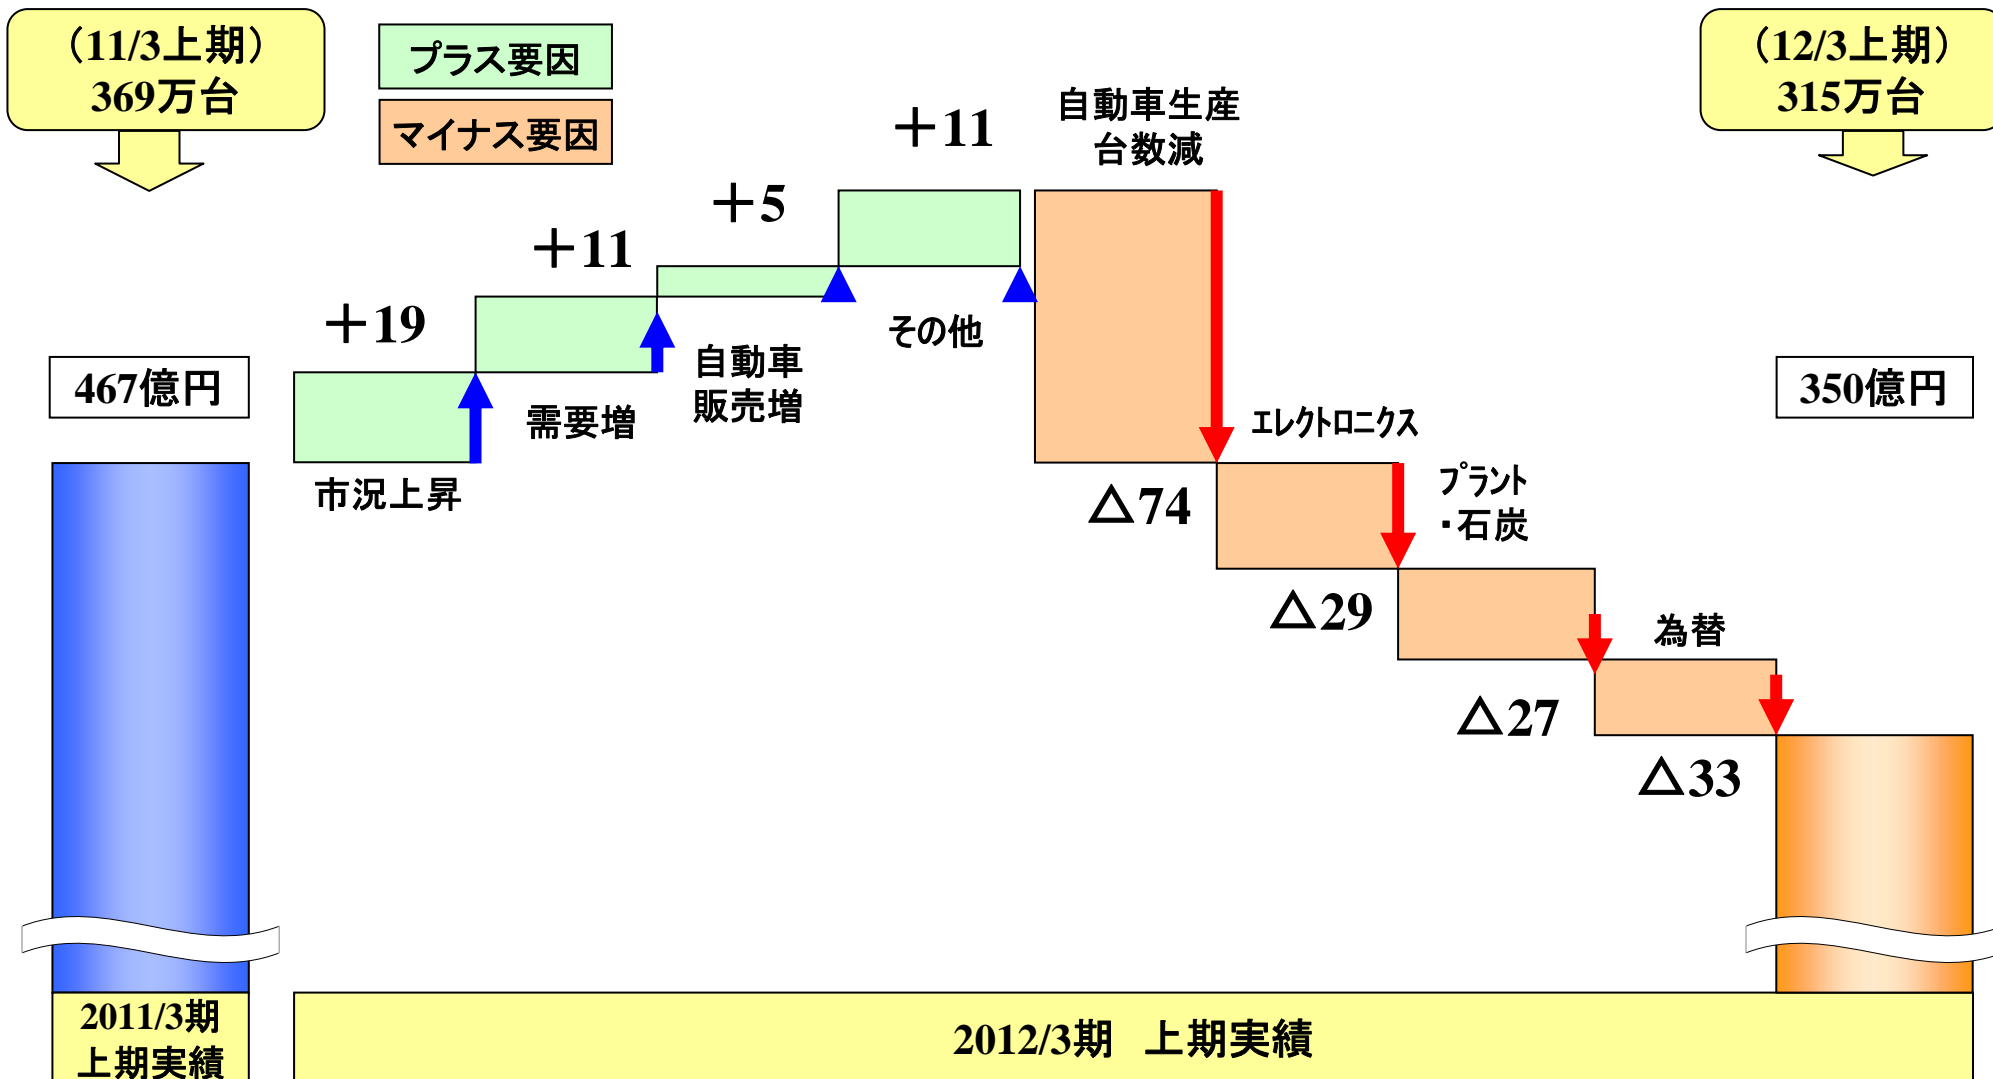 （11/3上期）
369万台
プラス要因
マイナス要因
（12/3上期）
315万台
467億円
＋19
市況上昇
＋11
需要増
＋5
自動車
販売増
＋11
その他
自動車生産
台数減
△74
エレクトロニクス
△29
プラント
・石炭
△27
為替
△33
350億円
2011/3期
上期実績
2012/3期　上期実績